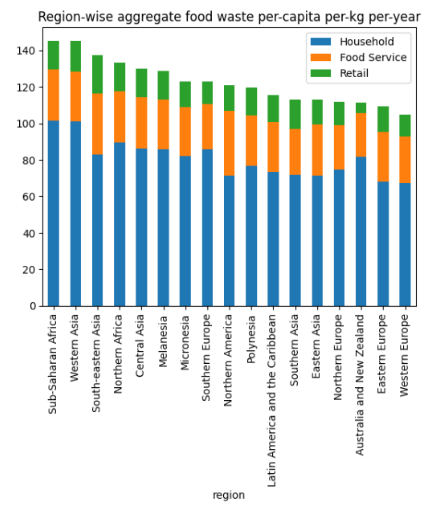 Region-wise aggregate food waste per-capita per-kg per-year
Household
Food Service
Retail
140
120
100
80
60
40
20
0
Sub-Saharan Africa
Western Asia
South-eastern Asia
Northern Africa
Central Asia
Melanesia
Micronesia
Southern Europe
Northern America
Polynesia
Latin America and the Caribbean
Southern Asia
Eastern Asia
Northern Europe
Australia and New Zealand
Eastern Europe
Western Europe
region